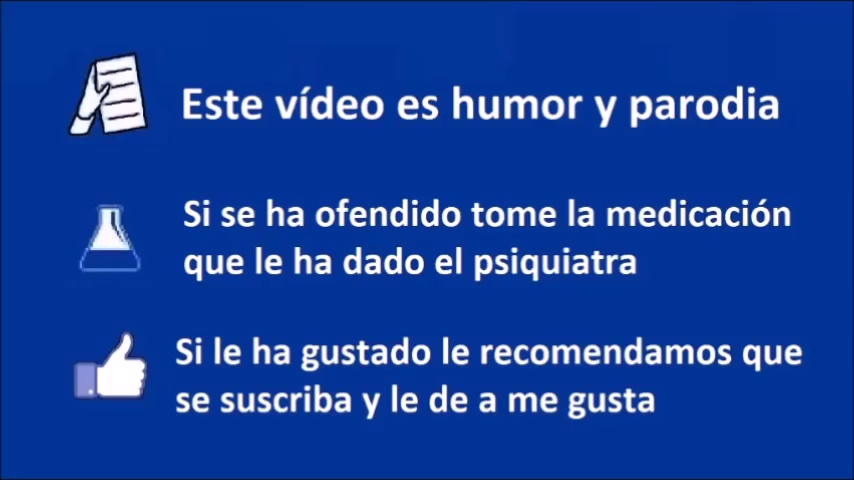 Este vídeo es humor y parodia
Si se ha ofendido tome la medicación
que le ha dado el psiquiatra
Si le ha gustado le recomendamos que
se suscriba y le de a me gusta